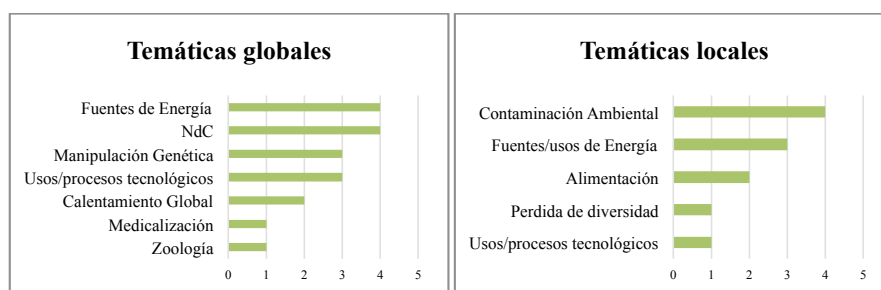 Temáticas globales
Fuentes de Energía
NdC
Manipulación Genética
Usos/procesos tecnológicos
Calentamiento Global
Medicalización
Zoología
0 1 2 3 4 5
Temáticas locales
Contaminación Ambiental
Fuentes/usos de Energía
Alimentación
Perdida de diversidad
Usos/procesos tecnológicos
0 1 2 3 4 5